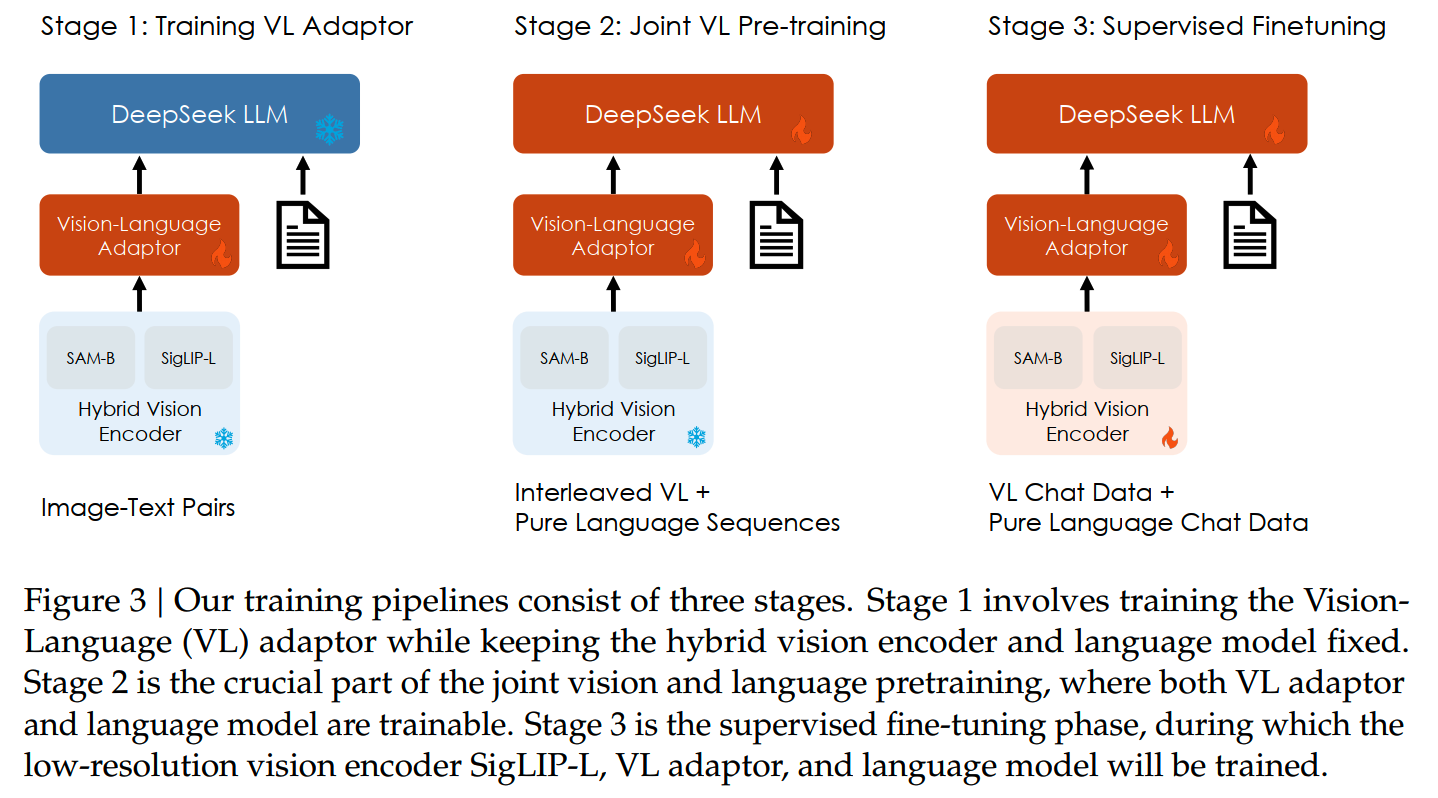 Stage 1: Training VL Adaptor
Stage 2: Joint VL Pre-training
Stage 3: Supervised Finetuning
DeepSeek LLM
DeepSeek LLM
DeepSeek LLM
Vision-Language
Adaptor
Vision-Language
Adaptor
Vision-Language
Adaptor
SAM-B
SigLIP-L
Hybrid Vision
Encoder
SAM-B
SigLIP-L
Hybrid Vision
Encoder
SAM-B
SigLIP-L
Hybrid Vision
Encoder
Image-Text Pairs
Interleaved VL +
Pure Language Sequences
VL Chat Data +
Pure Language Chat Data
Figure 3 | Our training pipelines consist of three stages. Stage 1 involves training the Vision-
Language (VL) adaptor while keeping the hybrid vision encoder and language model fixed.
Stage 2 is the crucial part of the joint vision and language pretraining, where both VL adaptor
and language model are trainable. Stage 3 is the supervised fine-tuning phase, during which the
low-resolution vision encoder SigLIP-L, VL adaptor, and language model will be trained.